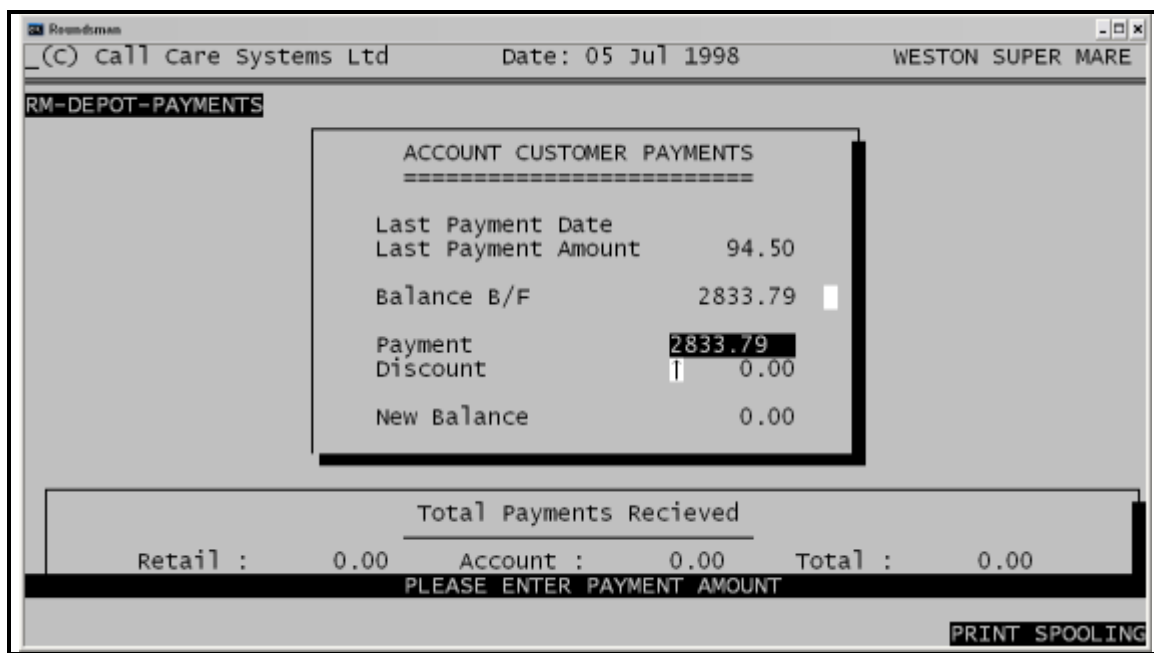 Roundsman
_(C) Call Care Systems Ltd Date: 05 Jul 1998 WESTON SUPER MARE
RM-DEPOT-PAYMENTS
ACCOUNT CUSTOMER PAYMENTS
=========================
Last Payment Date
Last Payment Amount 94.50
Balance B/F 2833.79
Payment 2833.79
Discount ↑ 0.00
New Balance 0.00
Total Payments Recieved
Retail : 0.00 Account : 0.00 Total : 0.00
PLEASE ENTER PAYMENT AMOUNT
PRINT SPOOLING